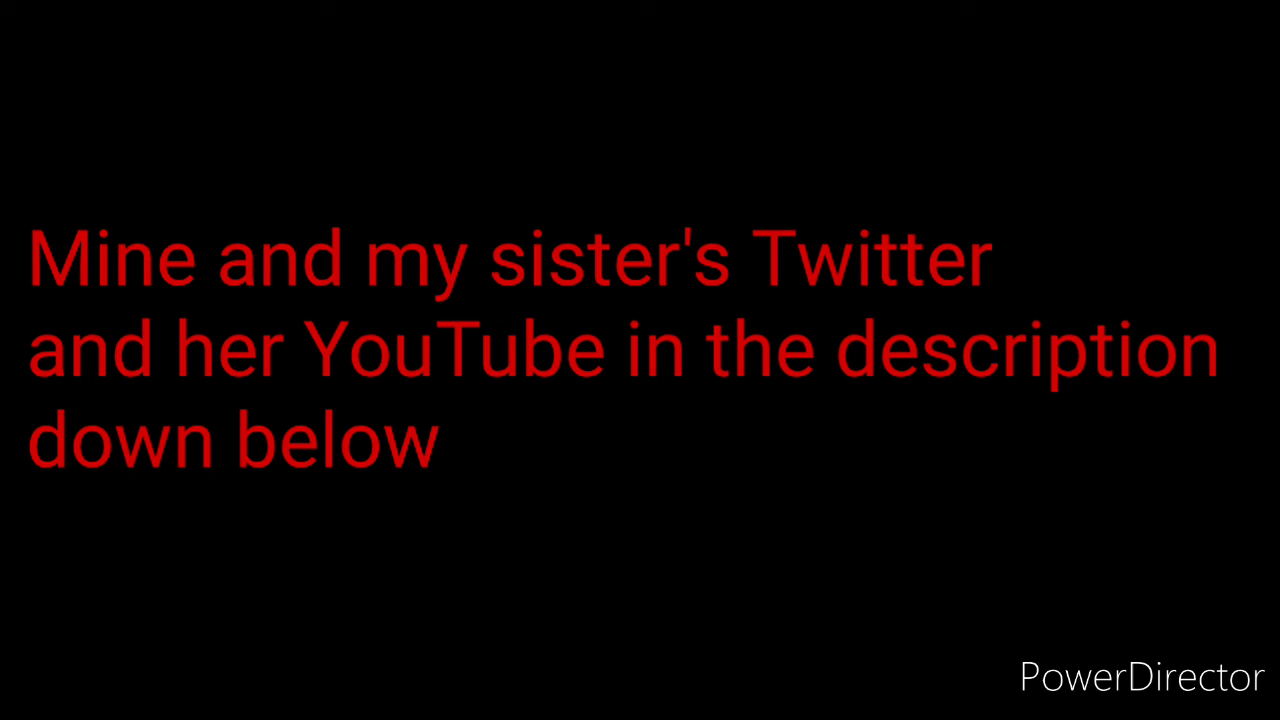 Mine and my sister's Twitter
and her YouTube in the description
down below
PowerDirector